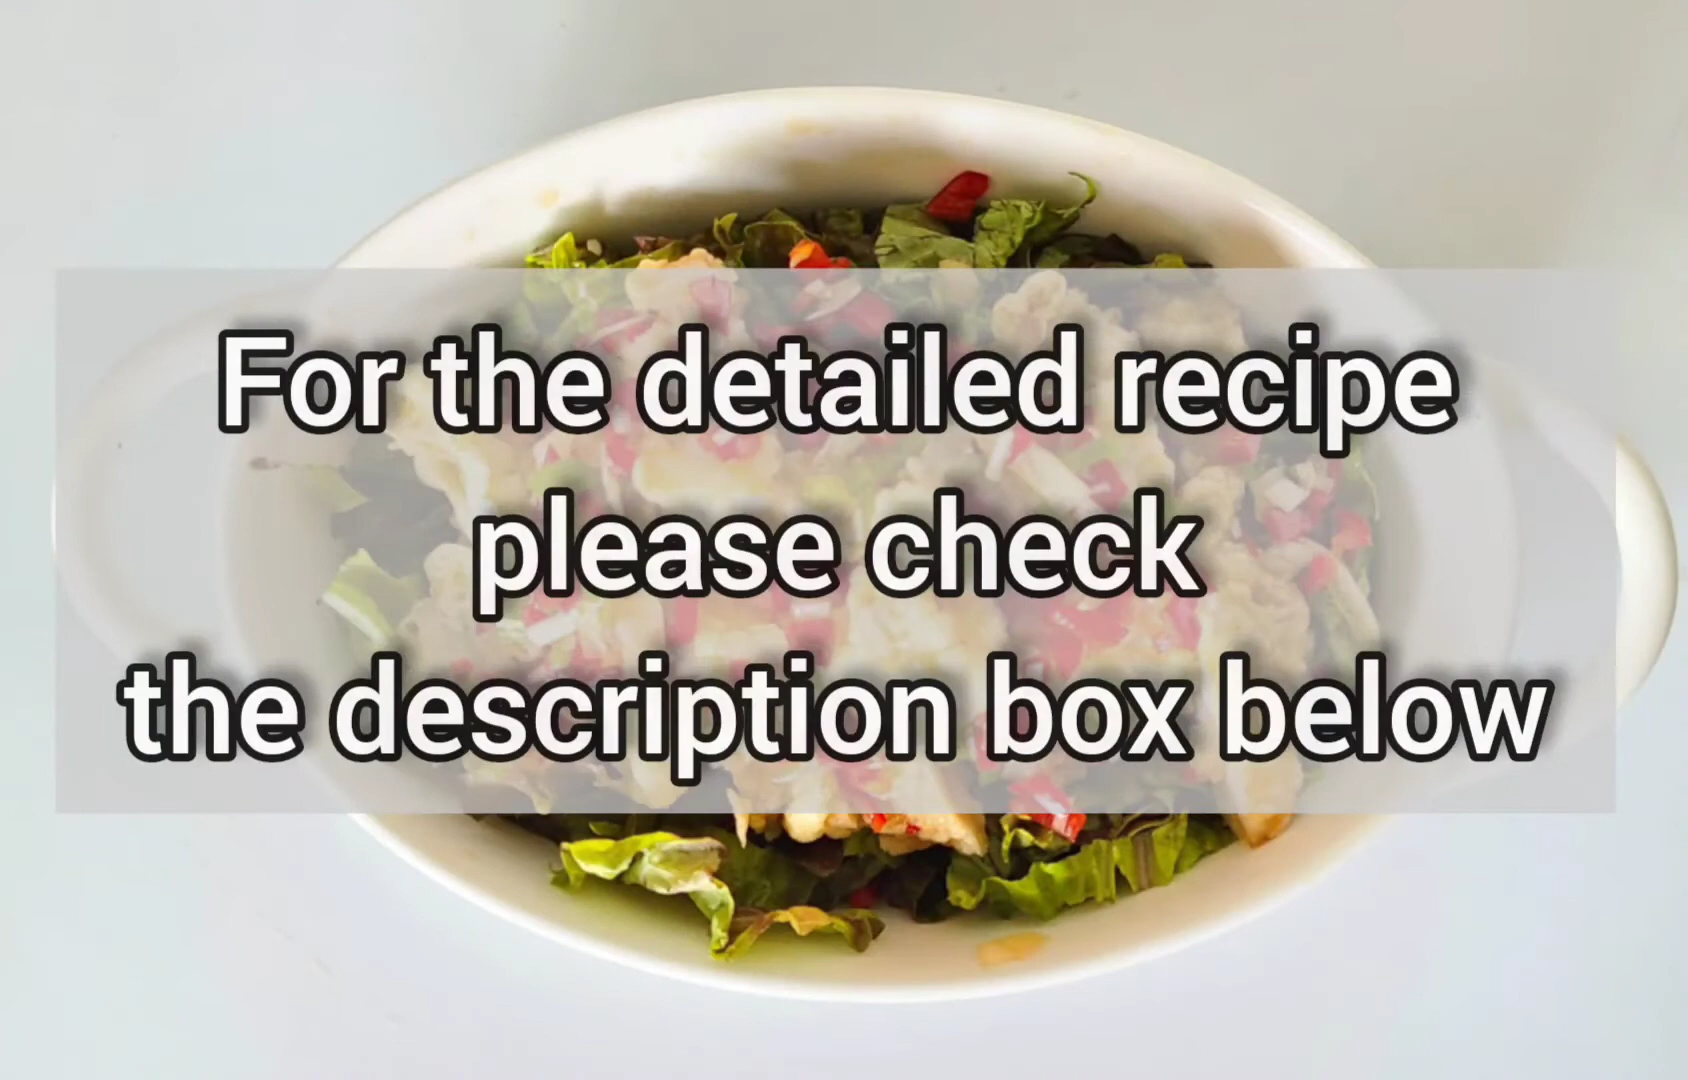 For the detailed recipe
please check
the description box below